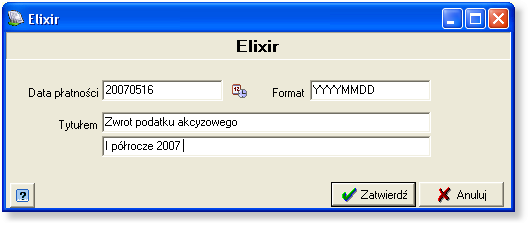 Elixir
Elixir
Data płatności 20070516 Format YYYYMMDD
Tytułem Zwrot podatku akcyzowego
I półrocze 2007
Zatwierdź Anuluj